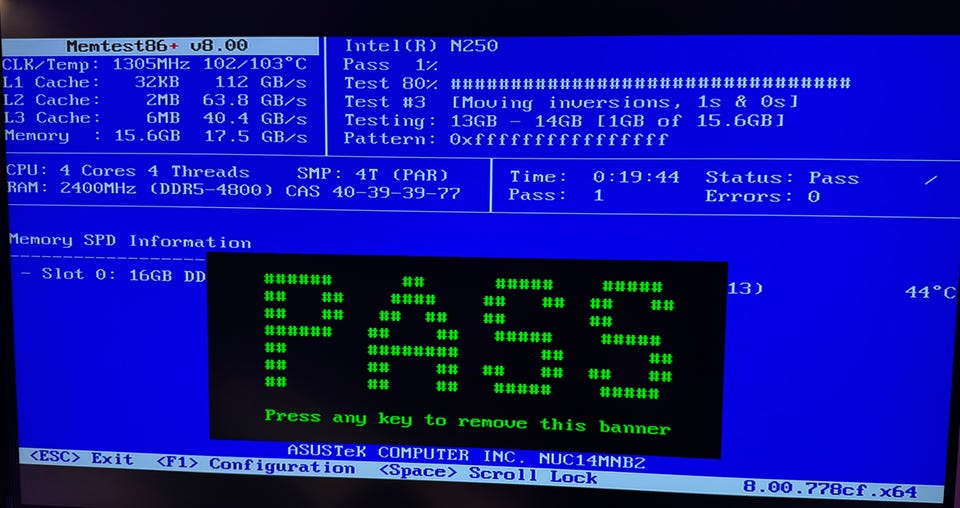 Memtest86+ v8.00
Intel(R) N250
CLK/Temp: 1305MHz 102/103°C
Pass 1%
L1 Cache: 32KB 112 GB/s
Test 80% ##################################
L2 Cache: 2MB 63.8 GB/s
Test #3 [Moving inversions, 1s & 0s]
L3 Cache: 6MB 40.4 GB/s
Testing: 13GB - 14GB [1GB of 15.6GB]
Memory : 15.6GB 17.5 GB/s
Pattern: 0xffffffffffffffff
CPU: 4 Cores 4 Threads SMP: 4T (PAR)
Time: 0:19:44 Status: Pass /
RAM: 2400MHz (DDR5-4800) CAS 40-39-39-77
Pass: 1 Errors: 0
Memory SPD Information
- Slot 0: 16GB DD 13) 44°C
PASS
Press any key to remove this banner
ASUSTeK COMPUTER INC. NUC14MNB2
<ESC> Exit <F1> Configuration <Space> Scroll Lock 8.00.778cf.x64